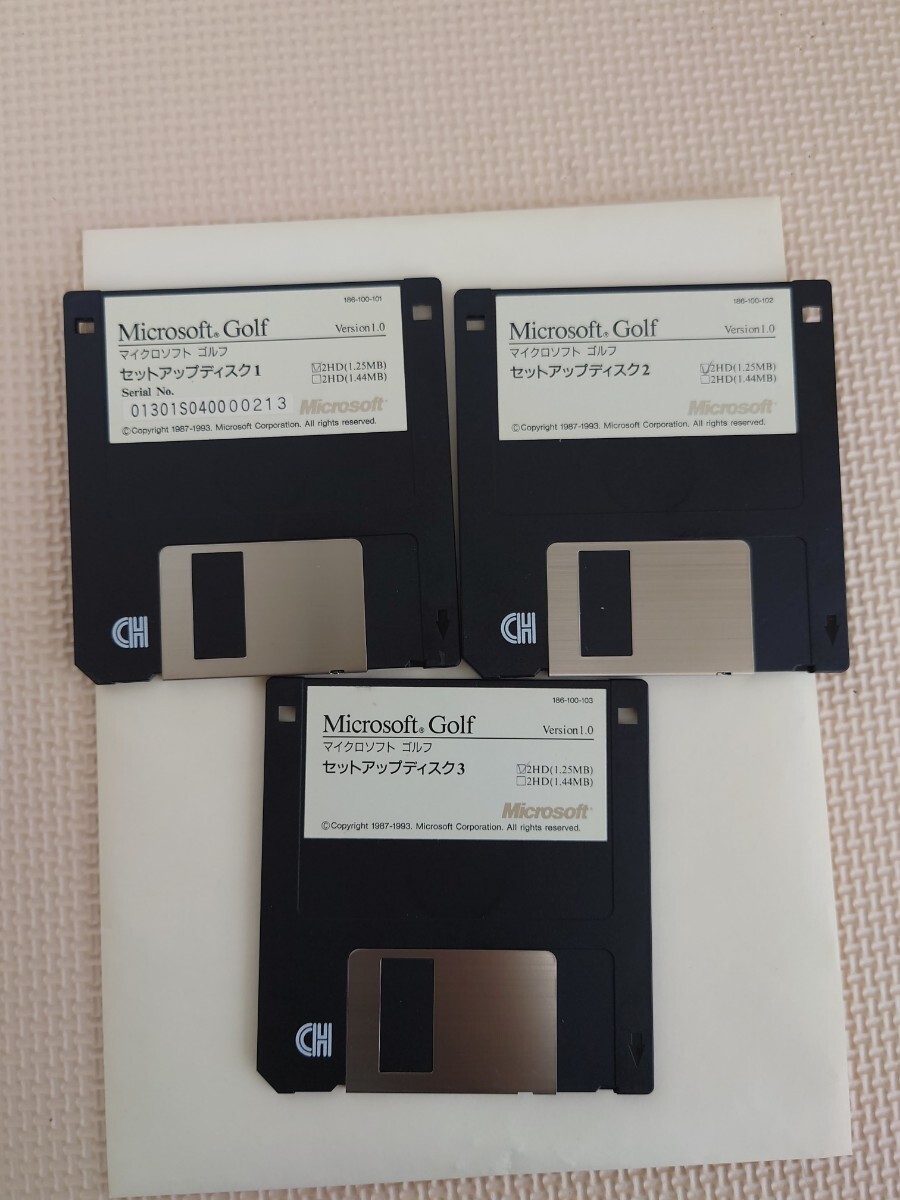 186-100-101
Microsoft® Golf Version1.0
マイクロソフト ゴルフ
セットアップディスク1
☑2HD(1.25MB)
☐2HD(1.44MB)
Serial No.
01301S040000213
Microsoft
©Copyright 1987-1993. Microsoft Corporation. All rights reserved.
HD
186-100-102
Microsoft® Golf Version1.0
マイクロソフト ゴルフ
セットアップディスク2
☑2HD(1.25MB)
☐2HD(1.44MB)
Microsoft
©Copyright 1987-1993. Microsoft Corporation. All rights reserved.
HD
186-100-103
Microsoft® Golf Version1.0
マイクロソフト ゴルフ
セットアップディスク3
☑2HD(1.25MB)
☐2HD(1.44MB)
Microsoft
©Copyright 1987-1993. Microsoft Corporation. All rights reserved.
HD